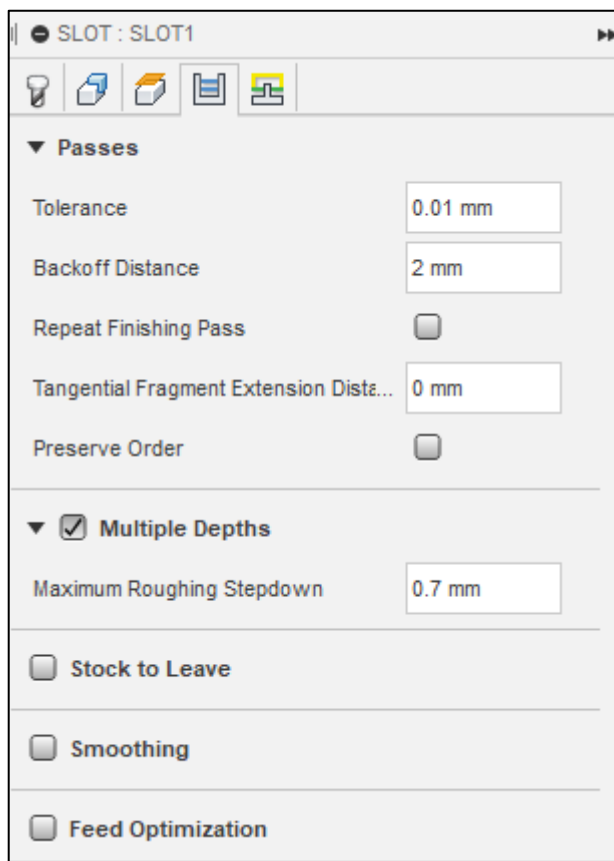 SLOT : SLOT1
Passes
Tolerance 0.01 mm
Backoff Distance 2 mm
Repeat Finishing Pass
Tangential Fragment Extension Dista... 0 mm
Preserve Order
Multiple Depths
Maximum Roughing Stepdown 0.7 mm
Stock to Leave
Smoothing
Feed Optimization